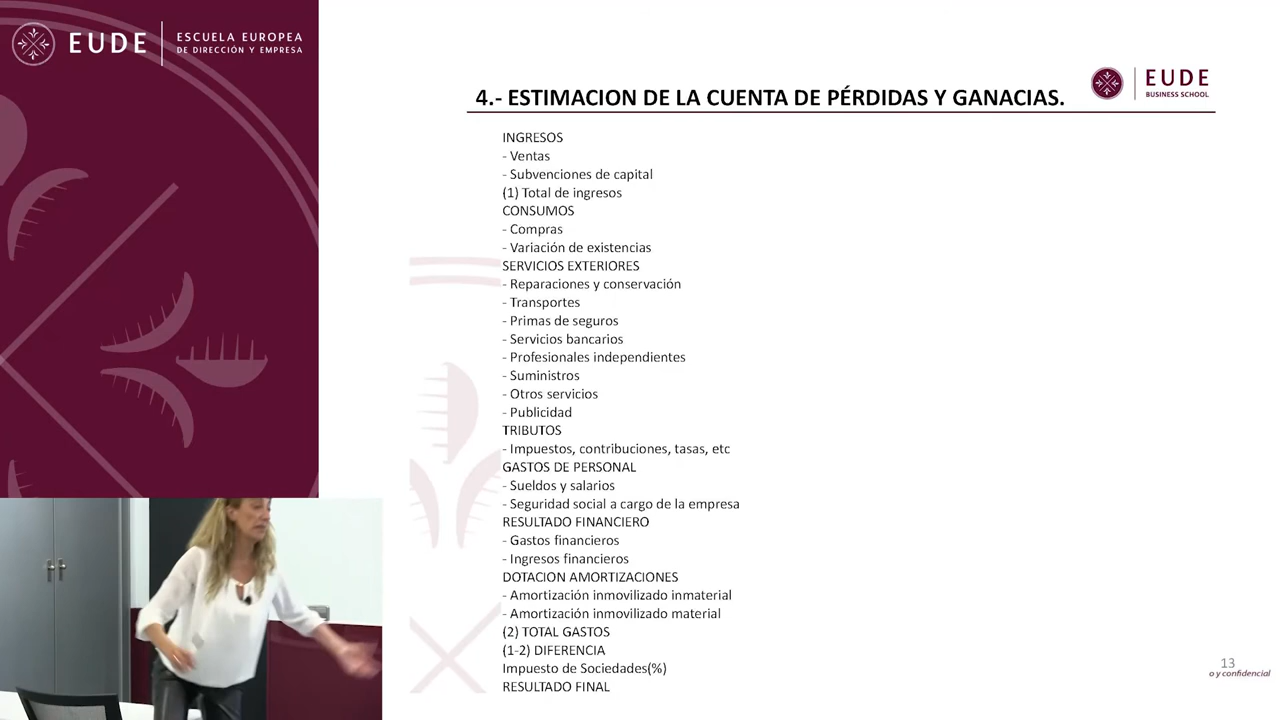 EUDE
ESCUELA EUROPEA
DE DIRECCIÓN Y EMPRESA
4.- ESTIMACION DE LA CUENTA DE PÉRDIDAS Y GANACIAS.
EUDE
BUSINESS SCHOOL
INGRESOS
- Ventas
- Subvenciones de capital
(1) Total de ingresos
CONSUMOS
- Compras
- Variación de existencias
SERVICIOS EXTERIORES
- Reparaciones y conservación
- Transportes
- Primas de seguros
- Servicios bancarios
- Profesionales independientes
- Suministros
- Otros servicios
- Publicidad
TRIBUTOS
- Impuestos, contribuciones, tasas, etc
GASTOS DE PERSONAL
- Sueldos y salarios
- Seguridad social a cargo de la empresa
RESULTADO FINANCIERO
- Gastos financieros
- Ingresos financieros
DOTACION AMORTIZACIONES
- Amortización inmovilizado inmaterial
- Amortización inmovilizado material
(2) TOTAL GASTOS
(1-2) DIFERENCIA
Impuesto de Sociedades(%)
RESULTADO FINAL
13
o y confidencial